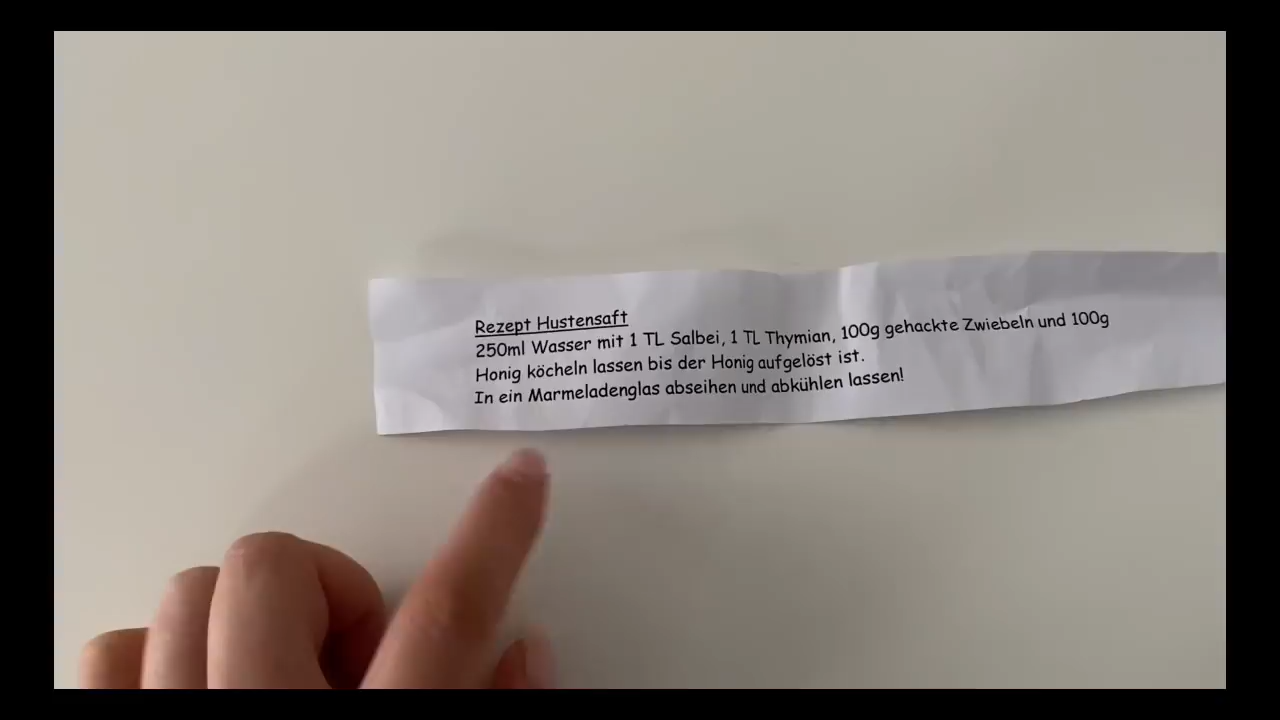 Rezept Hustensaft
250ml Wasser mit 1 TL Salbei, 1 TL Thymian, 100g gehackte Zwiebeln und 100g
Honig köcheln lassen bis der Honig aufgelöst ist.
In ein Marmeladenglas abseihen und abkühlen lassen!